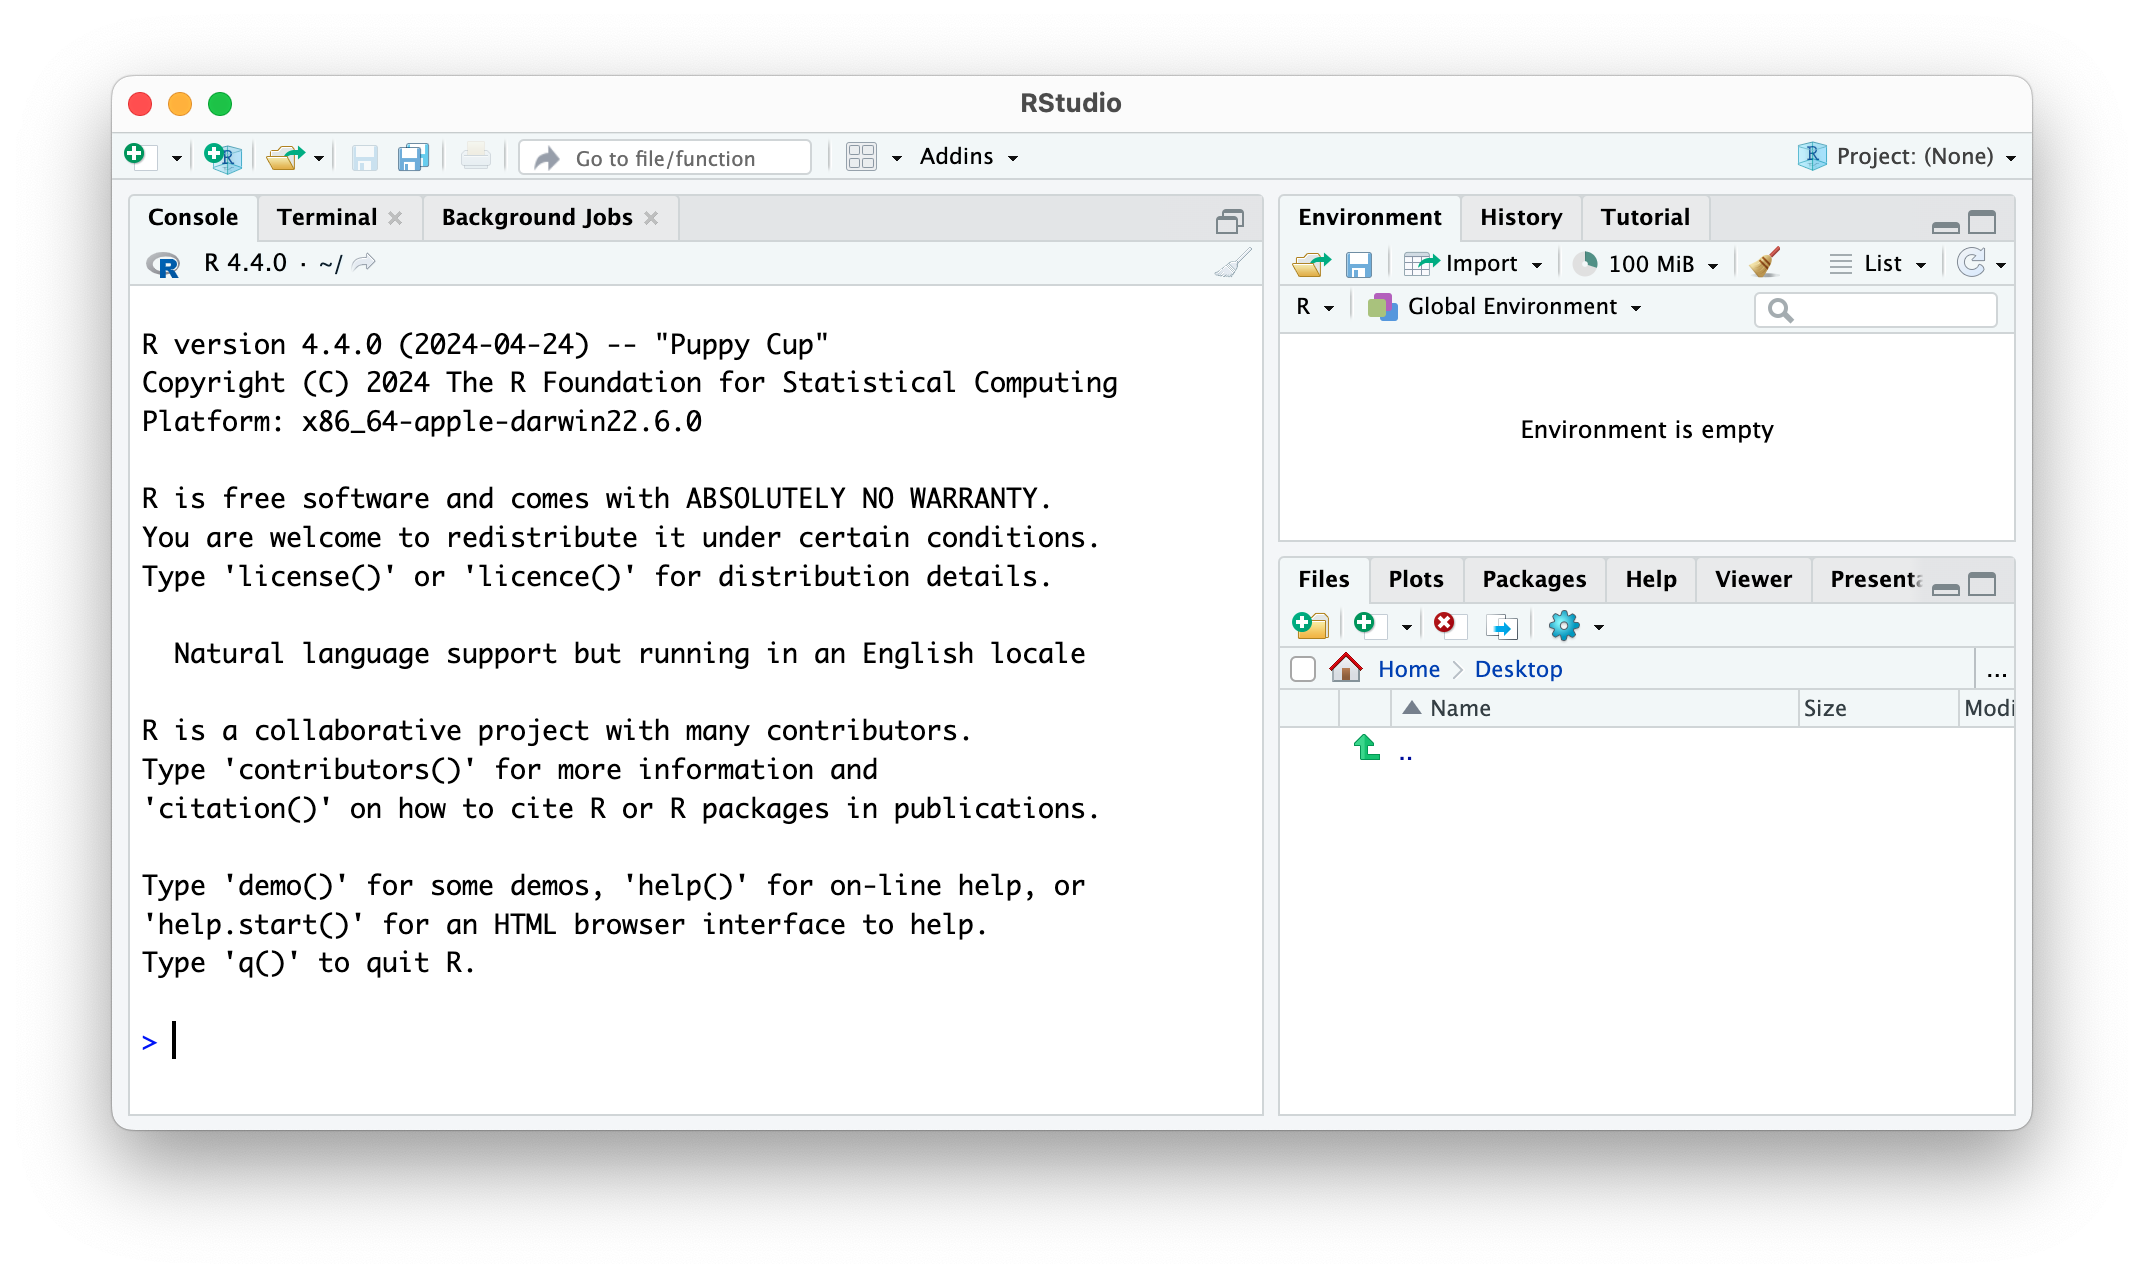 RStudio
Go to file/function
Addins
Project: (None)
Console Terminal Background Jobs
R 4.4.0 · ~/
R version 4.4.0 (2024-04-24) -- "Puppy Cup"
Copyright (C) 2024 The R Foundation for Statistical Computing
Platform: x86_64-apple-darwin22.6.0
R is free software and comes with ABSOLUTELY NO WARRANTY.
You are welcome to redistribute it under certain conditions.
Type 'license()' or 'licence()' for distribution details.
Natural language support but running in an English locale
R is a collaborative project with many contributors.
Type 'contributors()' for more information and
'citation()' on how to cite R or R packages in publications.
Type 'demo()' for some demos, 'help()' for on-line help, or
'help.start()' for an HTML browser interface to help.
Type 'q()' to quit R.
>
Environment History Tutorial
Import 100 MiB List
R Global Environment
Environment is empty
Files Plots Packages Help Viewer Presenta
Home Desktop ...
Name Size Modi
..